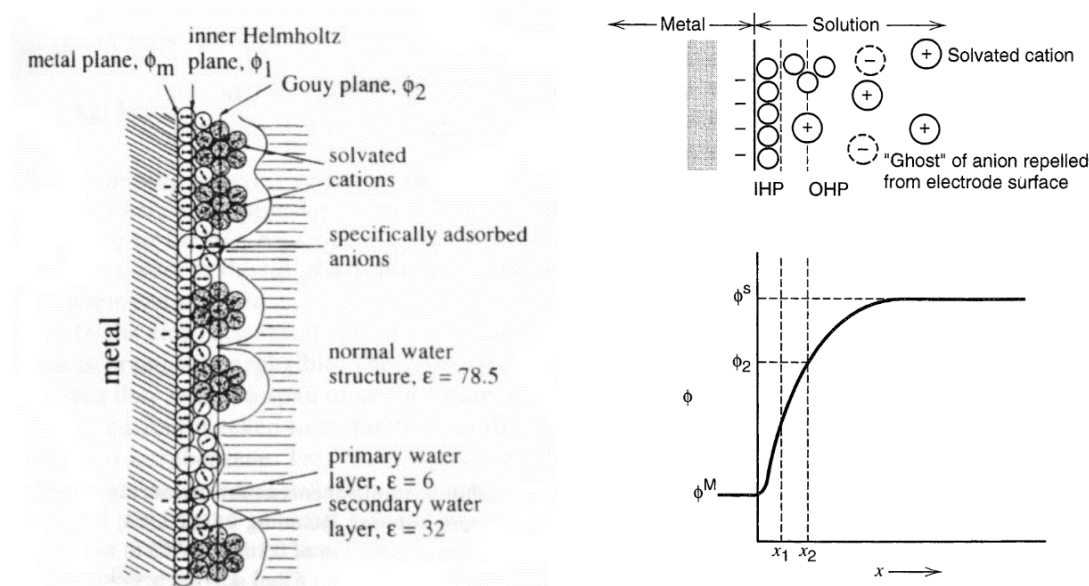 inner Helmholtz
metal plane, ϕm plane, ϕ1
Gouy plane, ϕ2
solvated
cations
specifically adsorbed
anions
metal
normal water
structure, ε = 78.5
primary water
layer, ε = 6
secondary water
layer, ε = 32
Metal Solution
Solvated cation
"Ghost" of anion repelled
from electrode surface
IHP OHP
ϕS
ϕ2
ϕ
ϕM
x1 x2
x